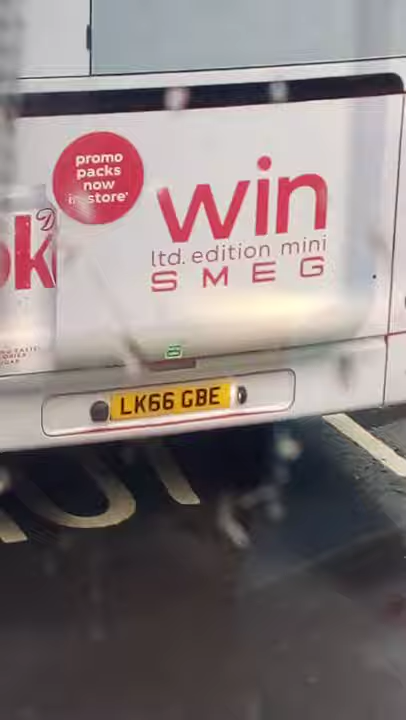 promo
packs
now
in store*
win
ltd. edition mini
SMEG
k
LK66 GBE